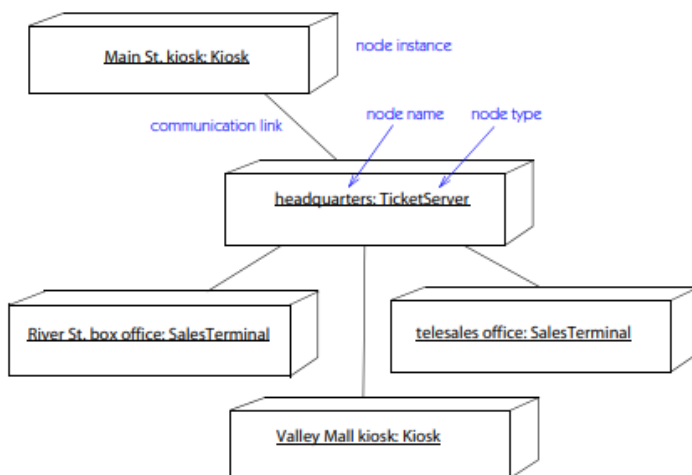 Main St. kiosk: Kiosk
node instance
communication link
node name
node type
headquarters: TicketServer
River St. box office: SalesTerminal
telesales office: SalesTerminal
Valley Mall kiosk: Kiosk